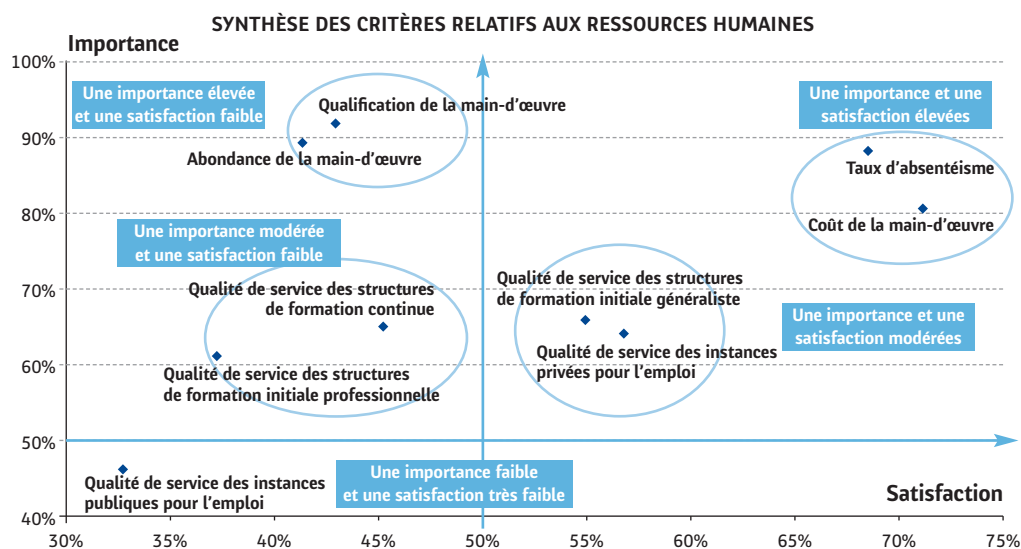 SYNTHÈSE DES CRITÈRES RELATIFS AUX RESSOURCES HUMAINES
Importance
100%
90%
80%
70%
60%
50%
40%
Une importance élevée
et une satisfaction faible
Qualification de la main-d'œuvre
Abondance de la main-d'œuvre
Une importance et une
satisfaction élevées
Taux d'absentéisme
Coût de la main-d'œuvre
Une importance modérée
et une satisfaction faible
Qualité de service des structures
de formation continue
Qualité de service des structures
de formation initiale professionnelle
Qualité de service des structures
de formation initiale généraliste
Qualité de service des instances
privées pour l'emploi
Une importance et une
satisfaction modérées
Qualité de service des instances
publiques pour l'emploi
Une importance faible
et une satisfaction très faible
Satisfaction
30%
35%
40%
45%
50%
55%
60%
65%
70%
75%